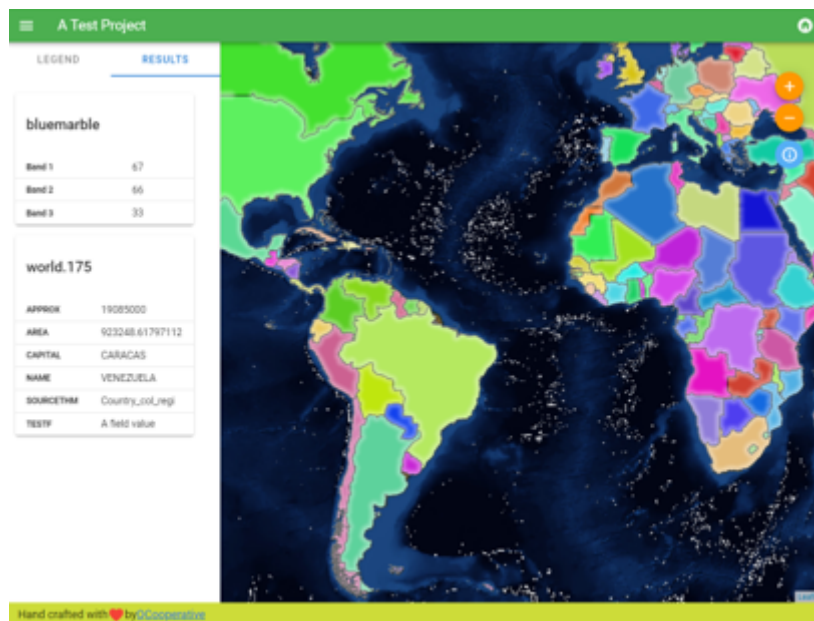 A Test Project
LEGEND RESULTS
bluemarble
Band 1 67
Band 2 66
Band 3 33
world.175
APPROX 19085000
AREA 923248.61797112
CAPITAL CARACAS
NAME VENEZUELA
SOURCETHM Country_col_regi
TESTF A field value
Hand crafted with by QCooperative